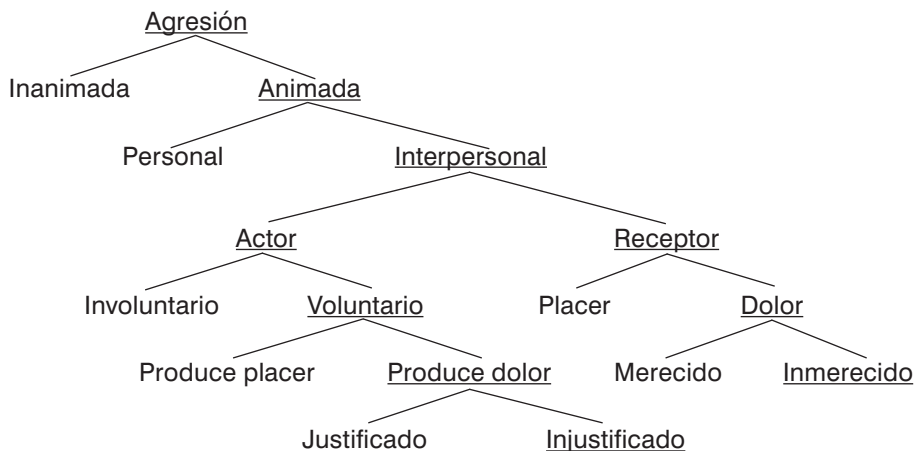 Agresión
Inanimada Animada
Personal Interpersonal
Actor Receptor
Involuntario Voluntario Placer Dolor
Produce placer Produce dolor Merecido Inmerecido
Justificado Injustificado